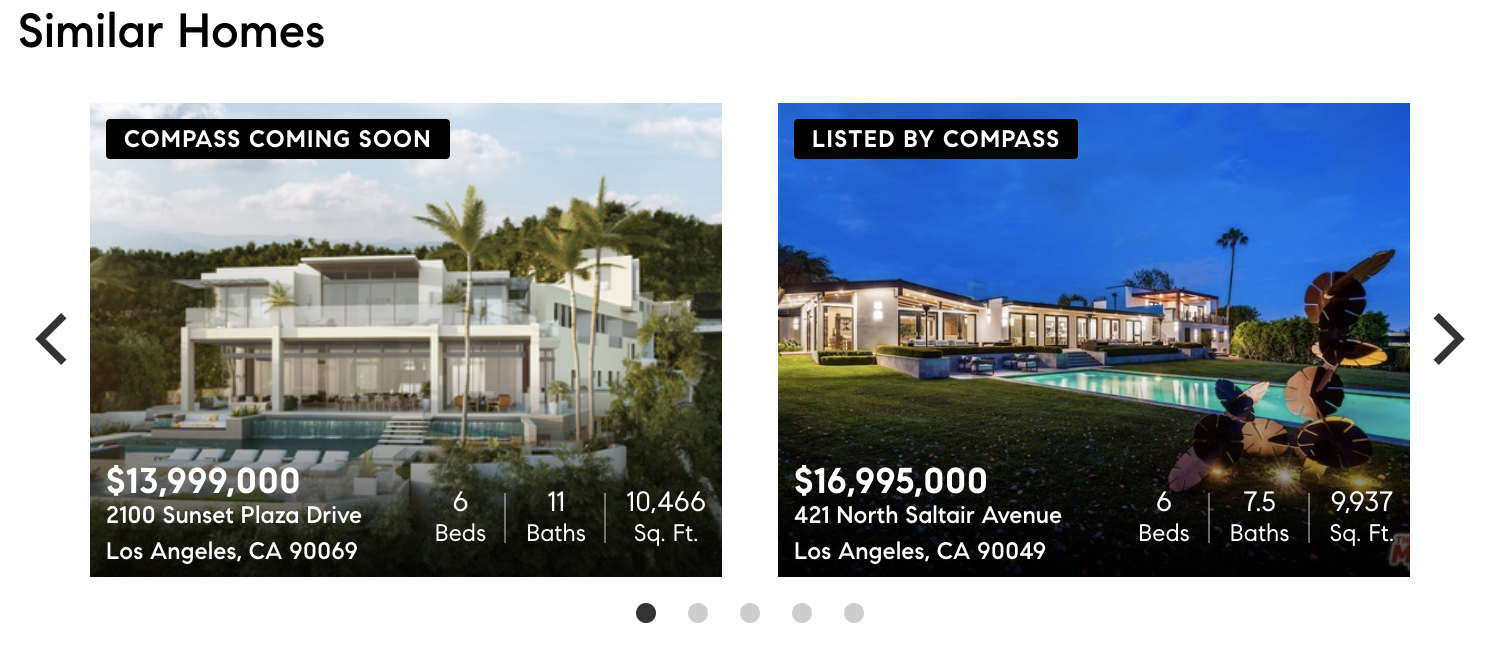 Similar Homes
COMPASS COMING SOON
$13,999,000
2100 Sunset Plaza Drive
Los Angeles, CA 90069
6
Beds
11
Baths
10,466
Sq. Ft.
LISTED BY COMPASS
$16,995,000
421 North Saltair Avenue
Los Angeles, CA 90049
6
Beds
7.5
Baths
9,937
Sq. Ft.